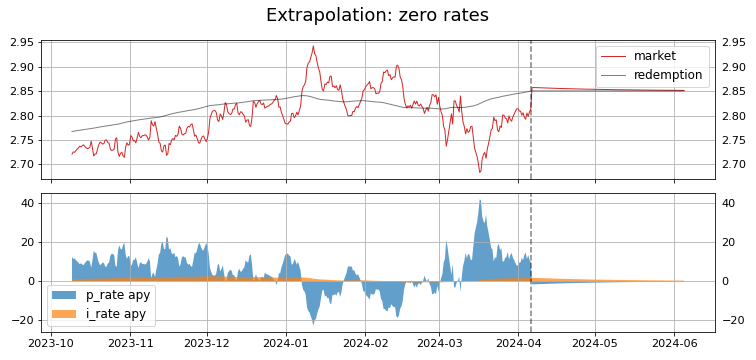 Extrapolation: zero rates
2.95 2.95
2.90 2.90
2.85 2.85
2.80 2.80
2.75 2.75
2.70 2.70
market
redemption
40 40
20 20
0 0
−20 −20
p_rate apy
i_rate apy
2023-10 2023-11 2023-12 2024-01 2024-02 2024-03 2024-04 2024-05 2024-06